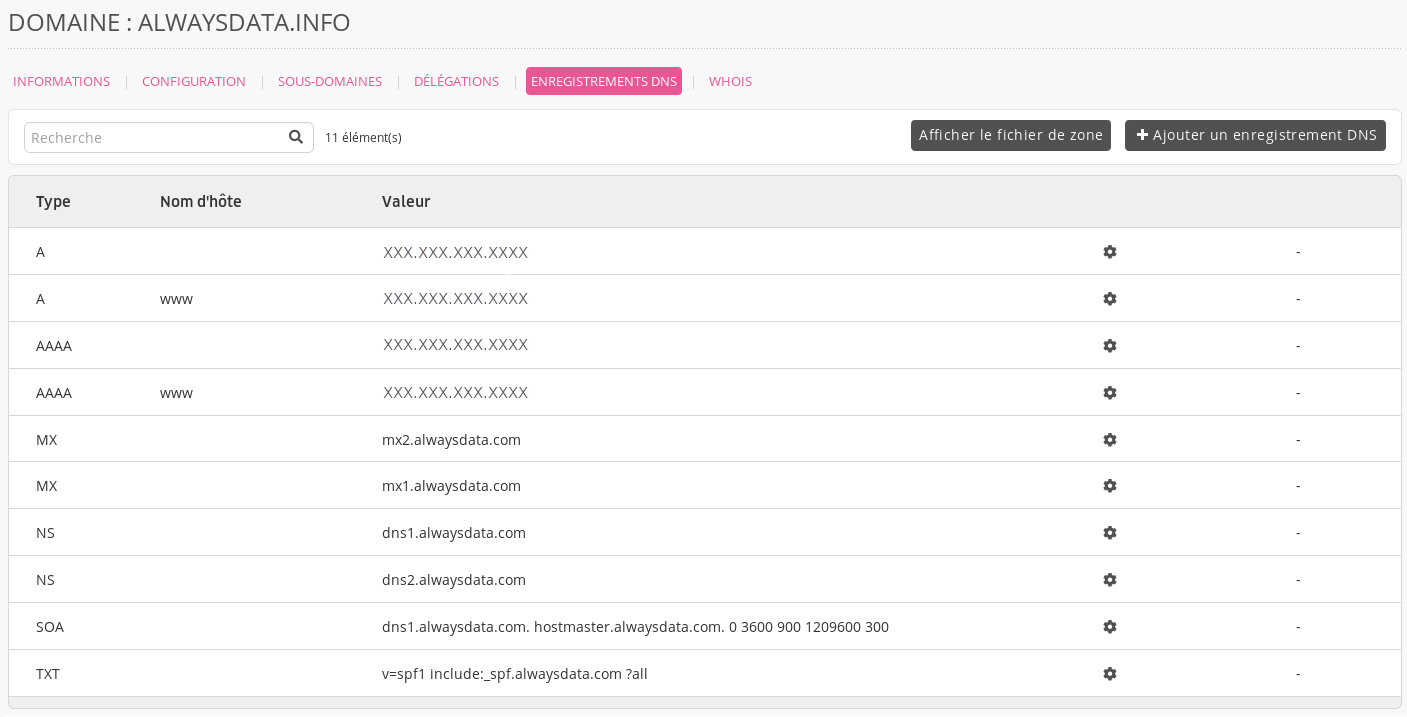 DOMAINE : ALWAYSDATA.INFO
INFORMATIONS | CONFIGURATION | SOUS-DOMAINES | DÉLÉGATIONS | ENREGISTREMENTS DNS | WHOIS
Recherche 11 élément(s) Afficher le fichier de zone Ajouter un enregistrement DNS
Type Nom d'hôte Valeur
A XXX.XXX.XXX.XXXX -
A www XXX.XXX.XXX.XXXX -
AAAA XXX.XXX.XXX.XXXX -
AAAA www XXX.XXX.XXX.XXXX -
MX mx2.alwaysdata.com -
MX mx1.alwaysdata.com -
NS dns1.alwaysdata.com -
NS dns2.alwaysdata.com -
SOA dns1.alwaysdata.com. hostmaster.alwaysdata.com. 0 3600 900 1209600 300 -
TXT v=spf1 include:_spf.alwaysdata.com ?all -